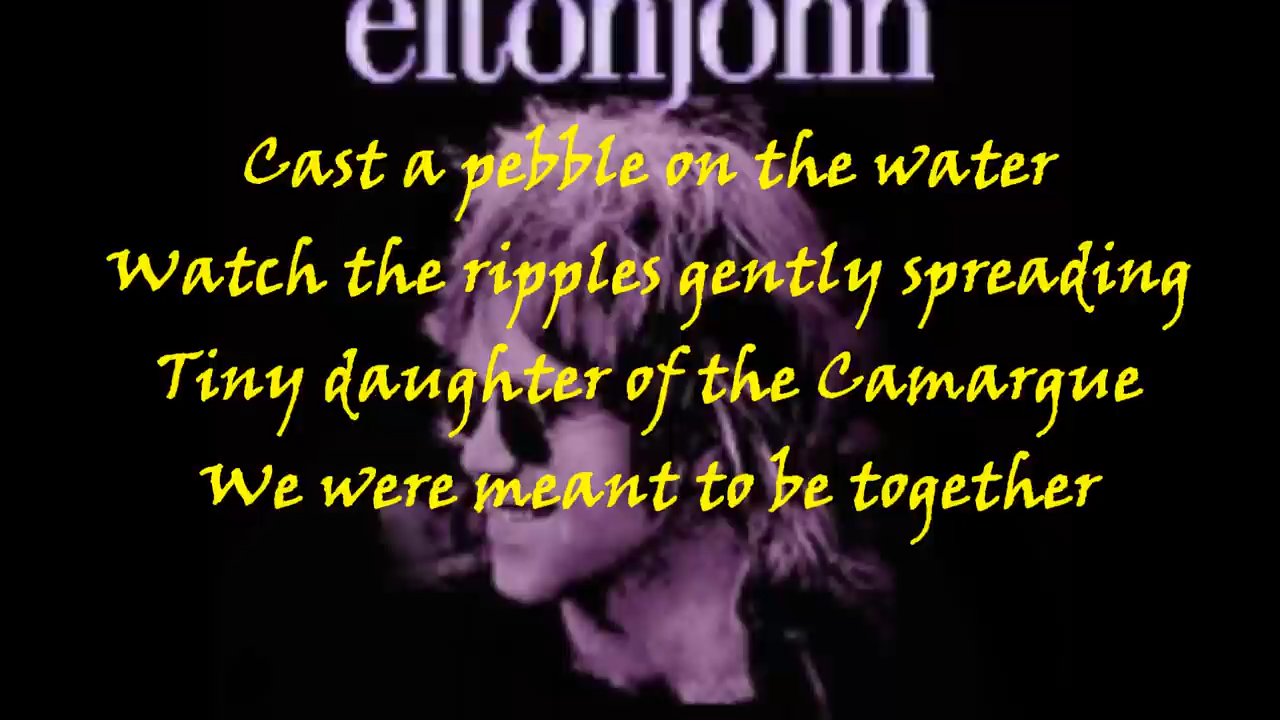 eltonjohn
Cast a pebble on the water
Watch the ripples gently spreading
Tiny daughter of the Camargue
We were meant to be together